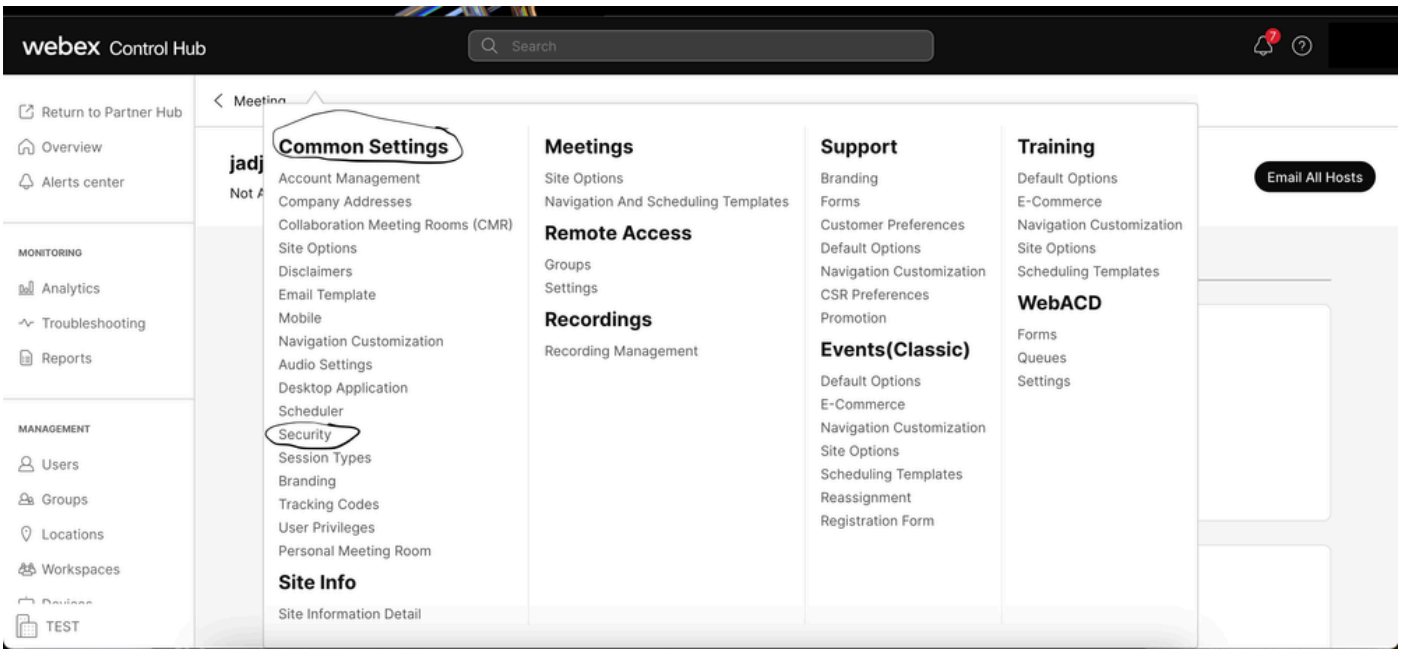 webex Control Hub
Search
7
Return to Partner Hub
Overview
Alerts center
MONITORING
Analytics
Troubleshooting
Reports
MANAGEMENT
Users
Groups
Locations
Workspaces
Devices
TEST
Meeting
jadj
Not A
Email All Hosts
Common Settings
Account Management
Company Addresses
Collaboration Meeting Rooms (CMR)
Site Options
Disclaimers
Email Template
Mobile
Navigation Customization
Audio Settings
Desktop Application
Scheduler
Security
Session Types
Branding
Tracking Codes
User Privileges
Personal Meeting Room
Site Info
Site Information Detail
Meetings
Site Options
Navigation And Scheduling Templates
Remote Access
Groups
Settings
Recordings
Recording Management
Support
Branding
Forms
Customer Preferences
Default Options
Navigation Customization
CSR Preferences
Promotion
Events(Classic)
Default Options
E-Commerce
Navigation Customization
Site Options
Scheduling Templates
Reassignment
Registration Form
Training
Default Options
E-Commerce
Navigation Customization
Site Options
Scheduling Templates
WebACD
Forms
Queues
Settings